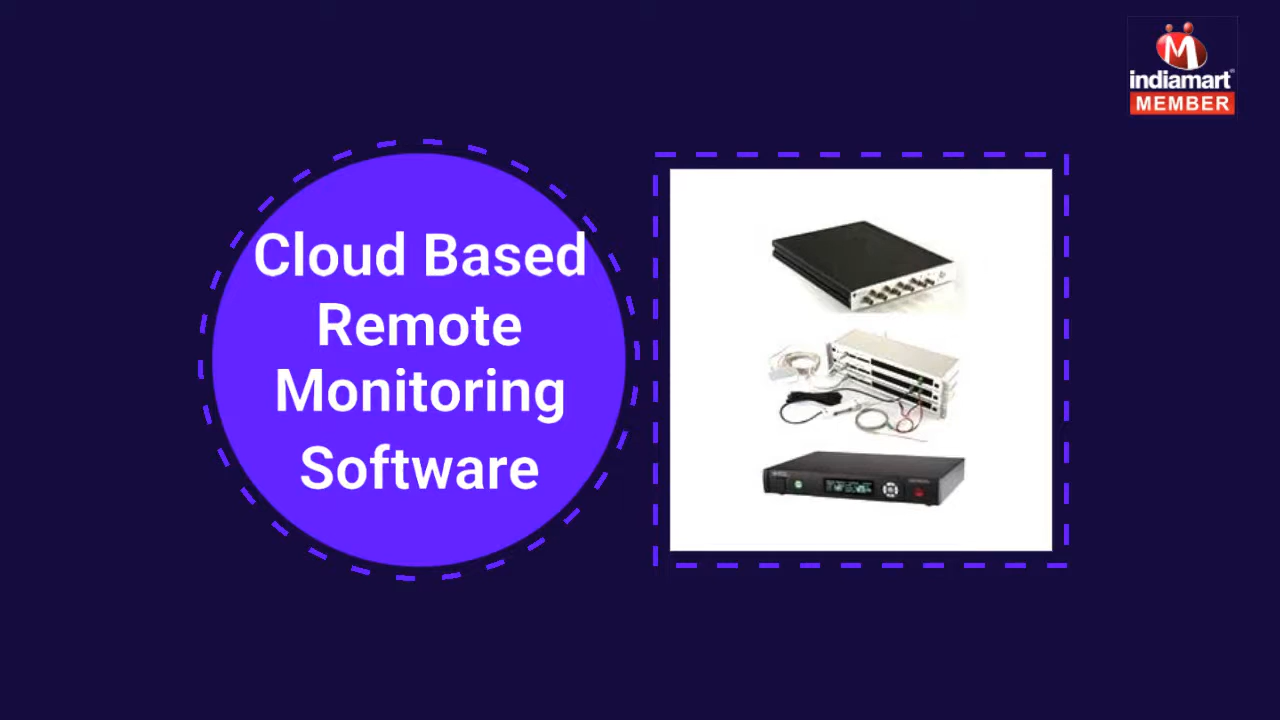 indiamart
MEMBER
Cloud Based
Remote
Monitoring
Software